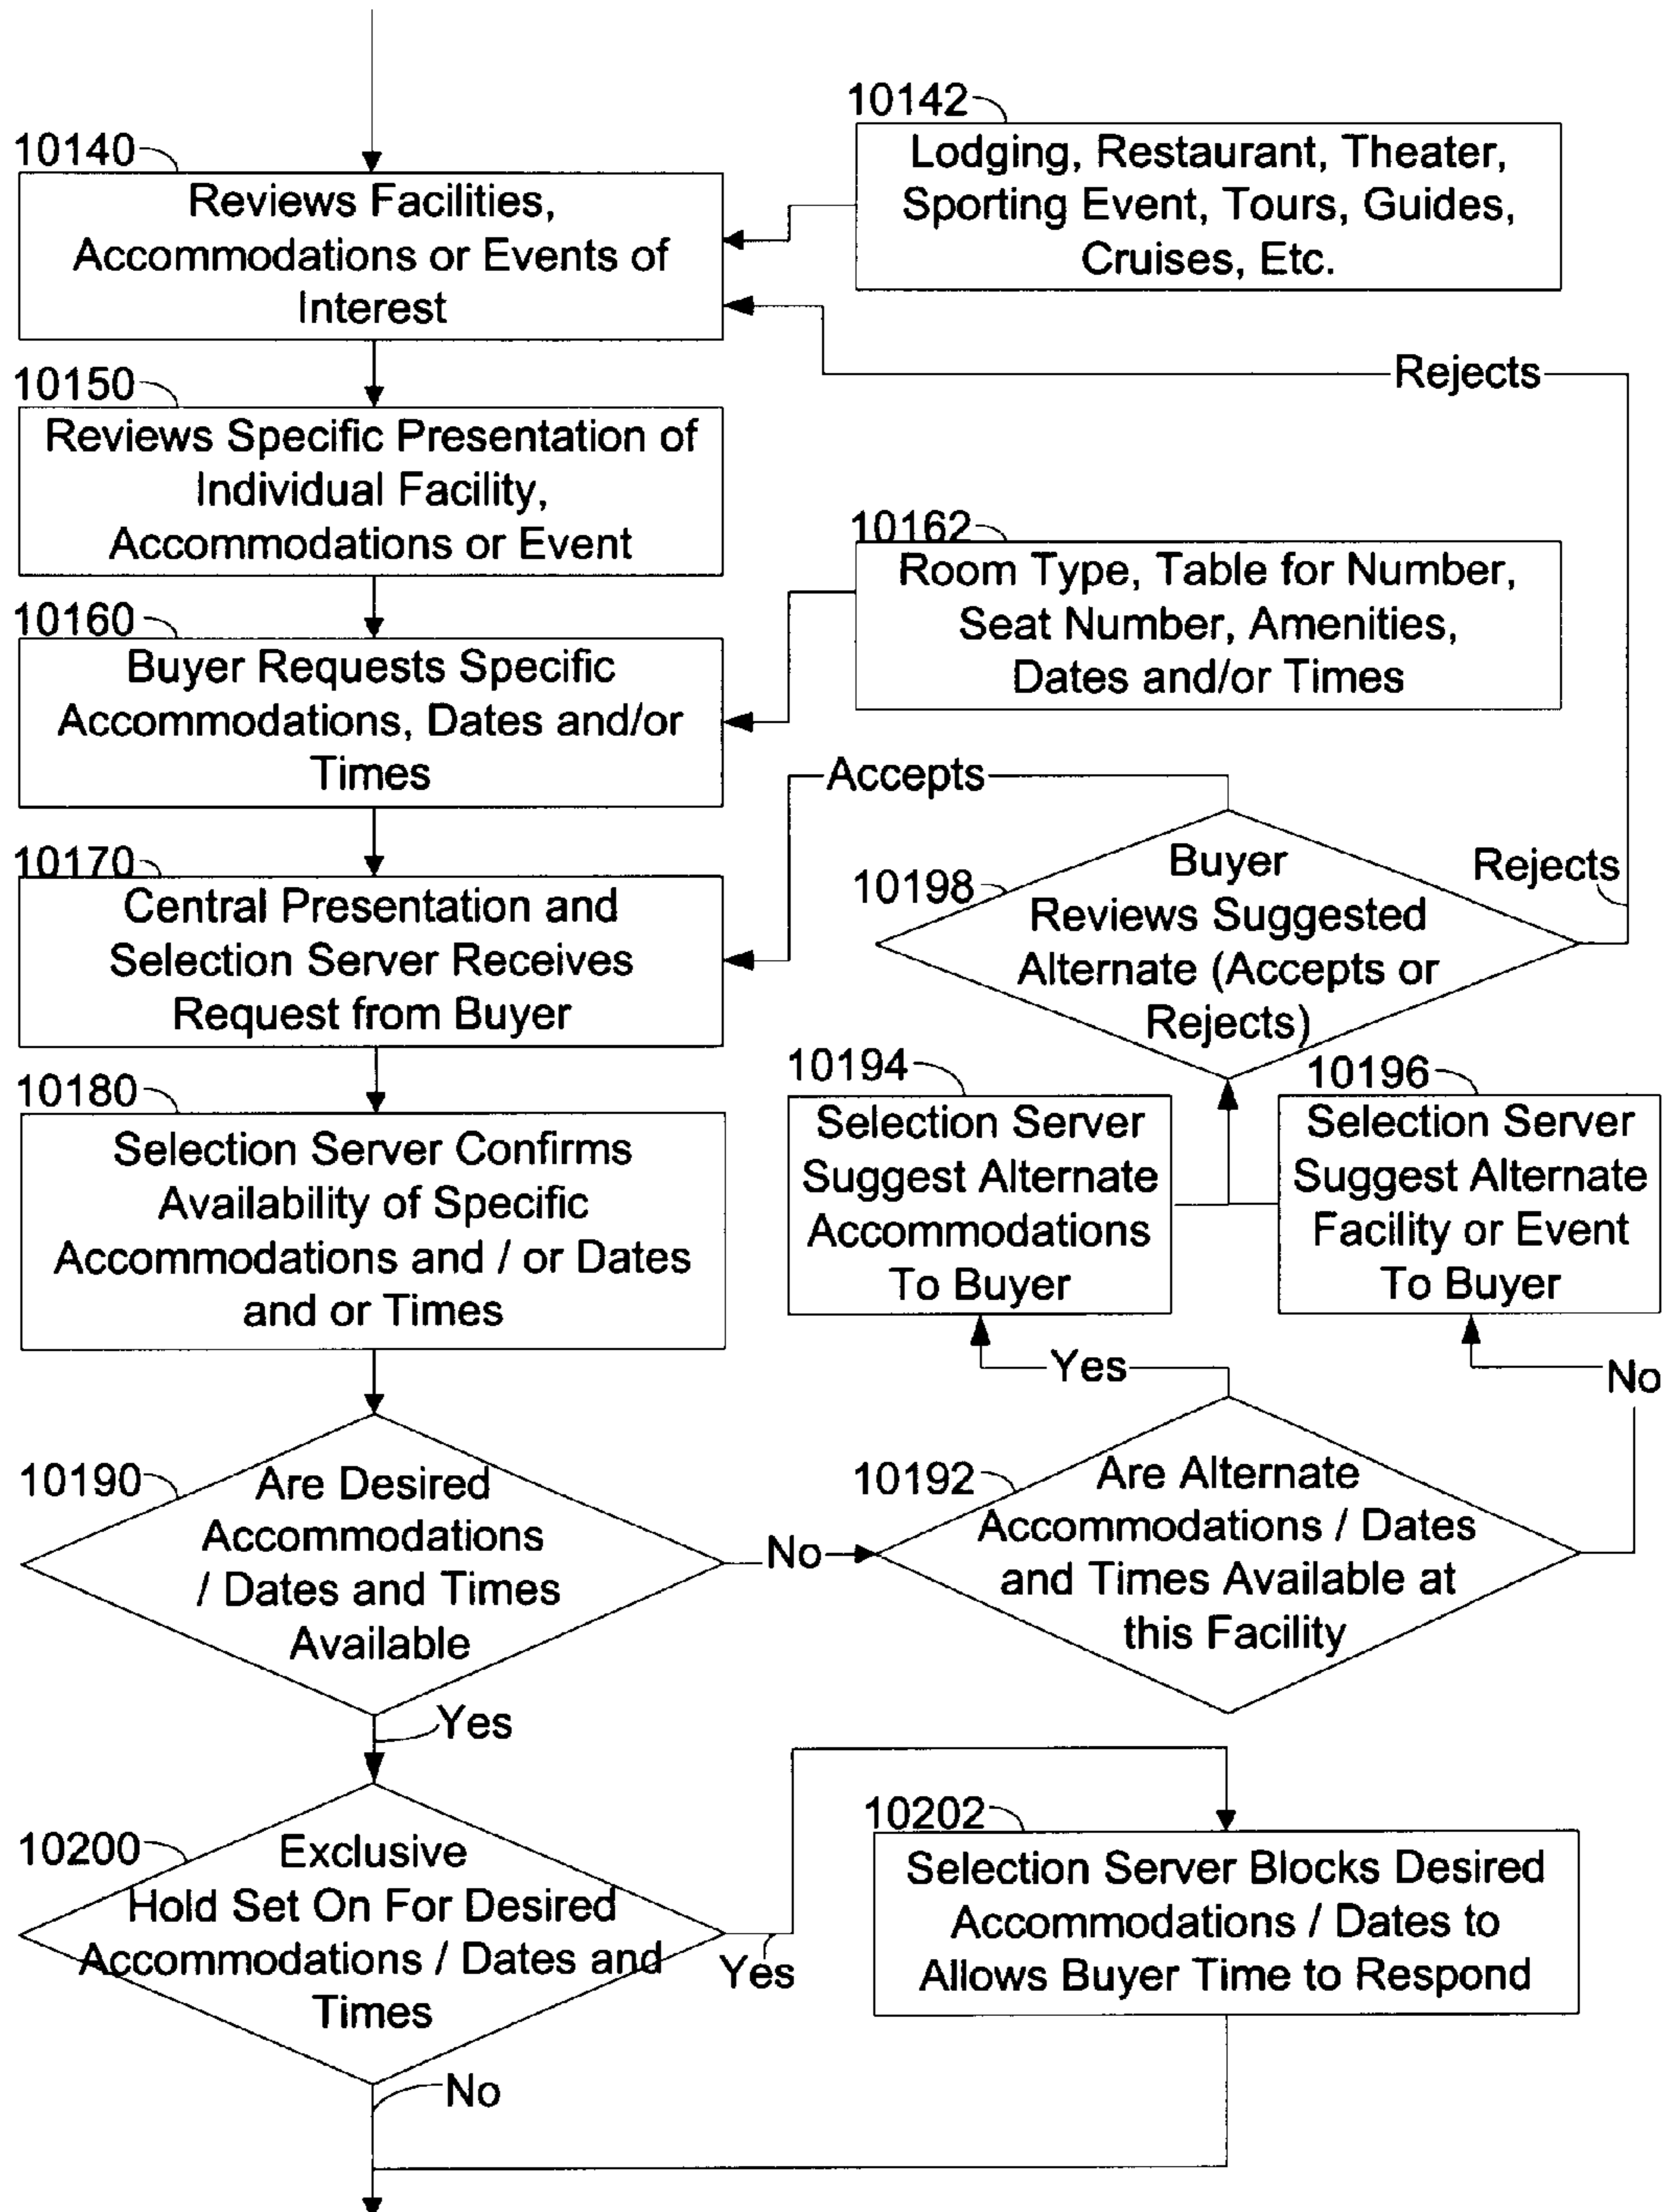 10142
Lodging, Restaurant, Theater,
Sporting Event, Tours, Guides,
Cruises, Etc.
10140
Reviews Facilities,
Accommodations or Events of
Interest
Rejects
10150
Reviews Specific Presentation of
Individual Facility,
Accommodations or Event
10162
Room Type, Table for Number,
Seat Number, Amenities,
Dates and/or Times
10160
Buyer Requests Specific
Accommodations, Dates and/or
Times
Accepts
10170
Central Presentation and
Selection Server Receives
Request from Buyer
10198
Buyer
Reviews Suggested
Alternate (Accepts or
Rejects)
Rejects
10180
Selection Server Confirms
Availability of Specific
Accommodations and / or Dates
and or Times
10194
Selection Server
Suggest Alternate
Accommodations
To Buyer
10196
Selection Server
Suggest Alternate
Facility or Event
To Buyer
Yes
No
10190
Are Desired
Accommodations
/ Dates and Times
Available
No
10192
Are Alternate
Accommodations / Dates
and Times Available at
this Facility
Yes
10200
Exclusive
Hold Set On For Desired
Accommodations / Dates and
Times
Yes
10202
Selection Server Blocks Desired
Accommodations / Dates to
Allows Buyer Time to Respond
No